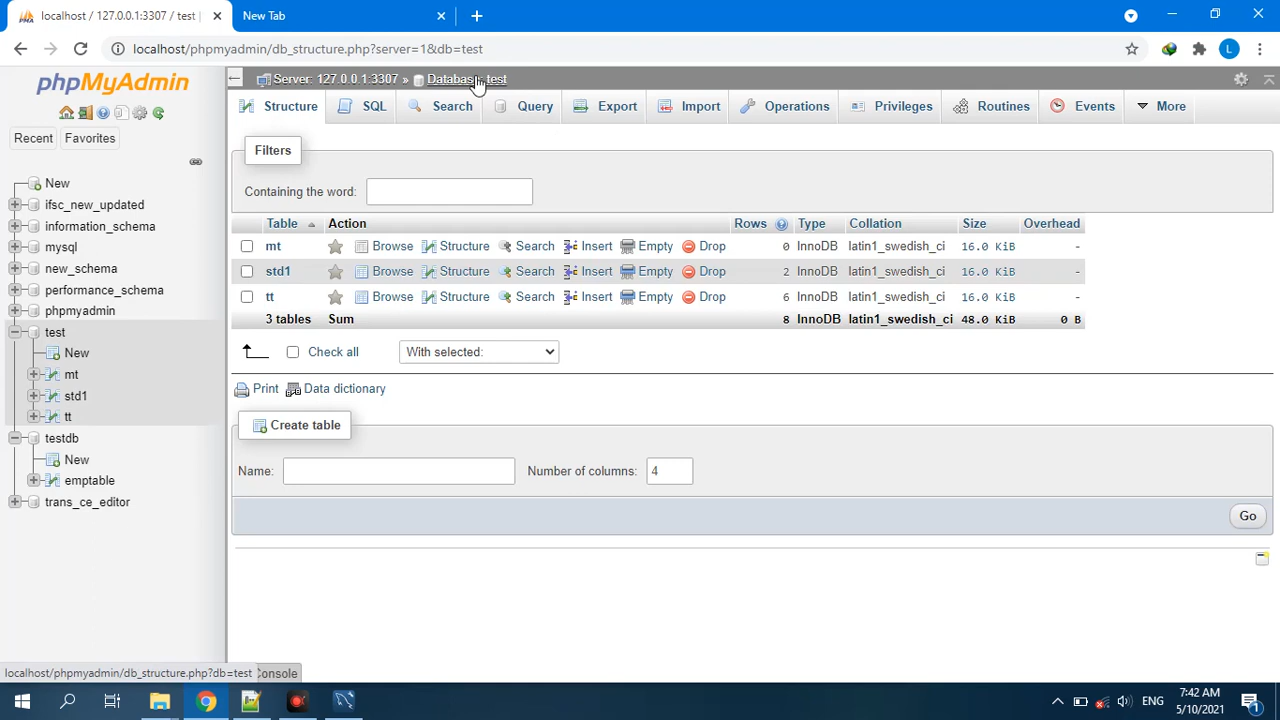 localhost / 127.0.0.1:3307 / test |
New Tab
localhost/phpmyadmin/db_structure.php?server=1&db=test
L
phpMyAdmin
Recent
Favorites
New
ifsc_new_updated
information_schema
mysql
new_schema
performance_schema
phpmyadmin
test
New
mt
std1
tt
testdb
New
emptable
trans_ce_editor
Server: 127.0.0.1:3307 » Database: test
Structure SQL Search Query Export Import Operations Privileges Routines Events More
Filters
Containing the word:
Table Action Rows Type Collation Size Overhead
mt Browse Structure Search Insert Empty Drop 0 InnoDB latin1_swedish_ci 16.0 KiB -
std1 Browse Structure Search Insert Empty Drop 2 InnoDB latin1_swedish_ci 16.0 KiB -
tt Browse Structure Search Insert Empty Drop 6 InnoDB latin1_swedish_ci 16.0 KiB -
3 tables Sum 8 InnoDB latin1_swedish_ci 48.0 KiB 0 B
Check all With selected:
Print Data dictionary
Create table
Name: Number of columns: 4
Go
localhost/phpmyadmin/db_structure.php?db=test
Console
ENG
7:42 AM
5/10/2021
1